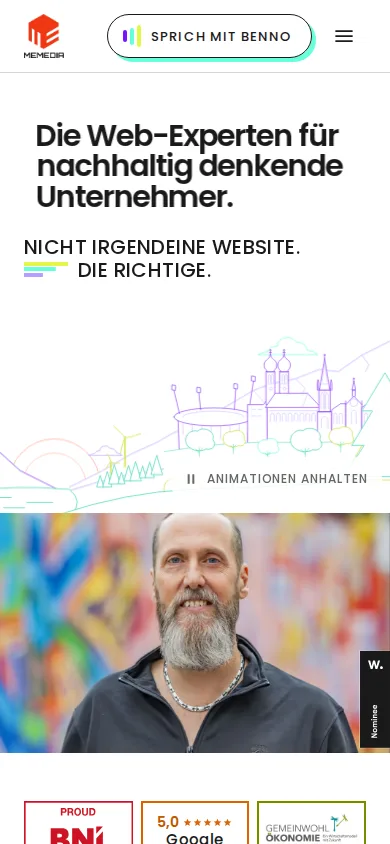 SPRICH MIT BENNO
MEMEDIA
Die Web-Experten für
nachhaltig denkende
Unternehmer.
NICHT IRGENDEINE WEBSITE.
DIE RICHTIGE.
ANIMATIONEN ANHALTEN
W.
Nominee
PROUD
BNI
5,0 ★★★★★
Google
GEMEINWOHL
ÖKONOMIE